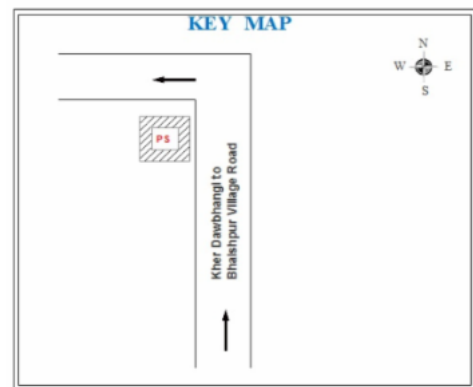 KEY MAP
N
W E
S
PS
Kher Dawbhangi to
Bhaishpur Village Road